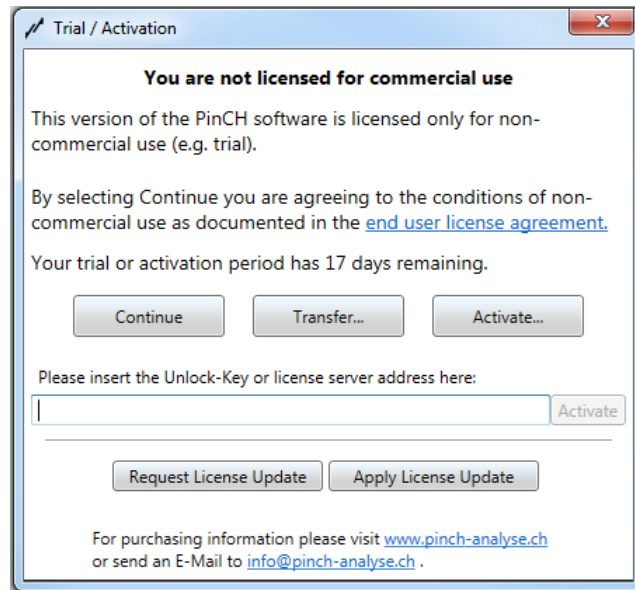 Trial / Activation
You are not licensed for commercial use
This version of the PinCH software is licensed only for non-
commercial use (e.g. trial).
By selecting Continue you are agreeing to the conditions of non-
commercial use as documented in the end user license agreement.
Your trial or activation period has 17 days remaining.
Continue Transfer... Activate...
Please insert the Unlock-Key or license server address here:
Activate
Request License Update Apply License Update
For purchasing information please visit www.pinch-analyse.ch
or send an E-Mail to info@pinch-analyse.ch .